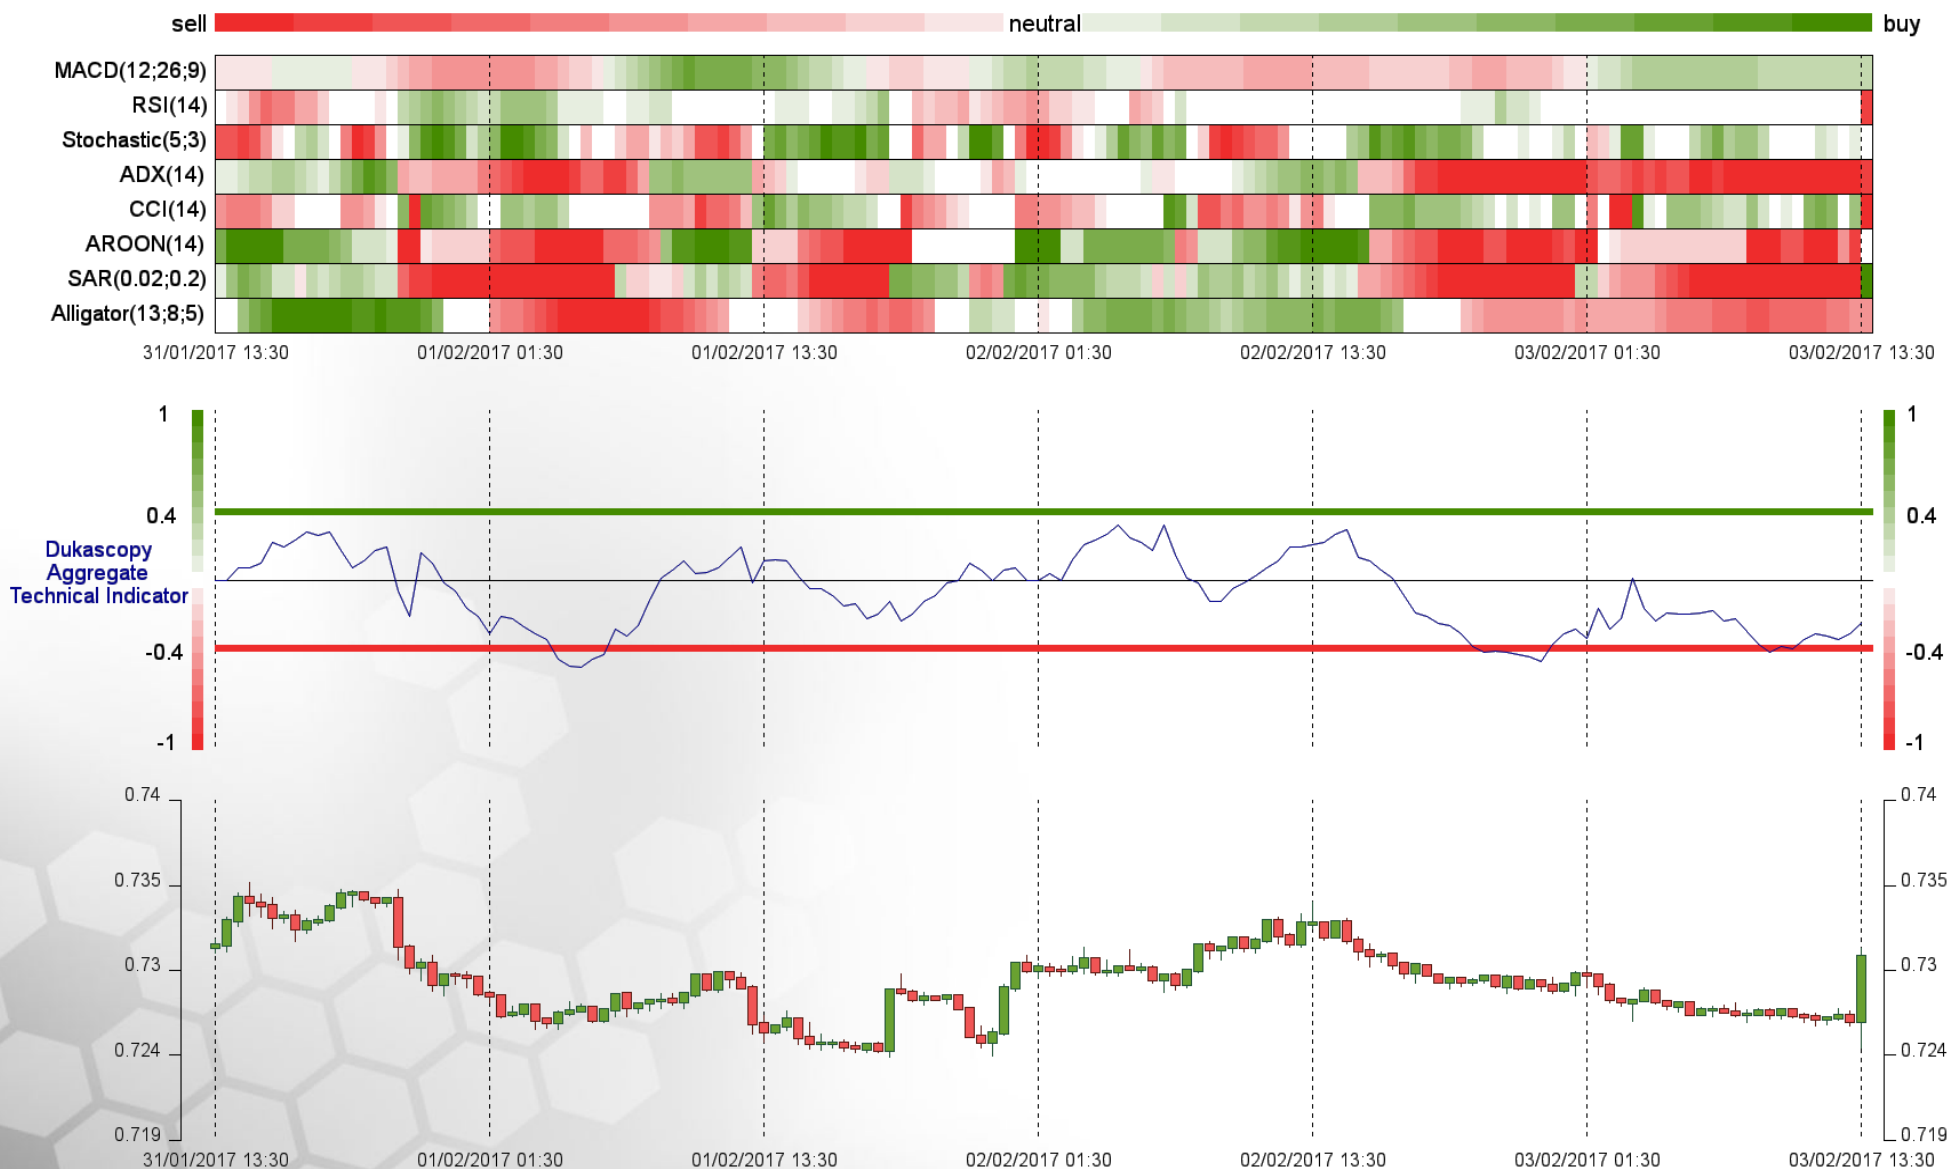 sell neutral buy
MACD(12;26;9)
RSI(14)
Stochastic(5;3)
ADX(14)
CCI(14)
AROON(14)
SAR(0.02;0.2)
Alligator(13;8;5)
31/01/2017 13:30 01/02/2017 01:30 01/02/2017 13:30 02/02/2017 01:30 02/02/2017 13:30 03/02/2017 01:30 03/02/2017 13:30
1 1
0.4 0.4
Dukascopy
Aggregate
Technical Indicator
-0.4 -0.4
-1 -1
0.74 0.74
0.735 0.735
0.73 0.73
0.724 0.724
0.719 0.719
31/01/2017 13:30 01/02/2017 01:30 01/02/2017 13:30 02/02/2017 01:30 02/02/2017 13:30 03/02/2017 01:30 03/02/2017 13:30